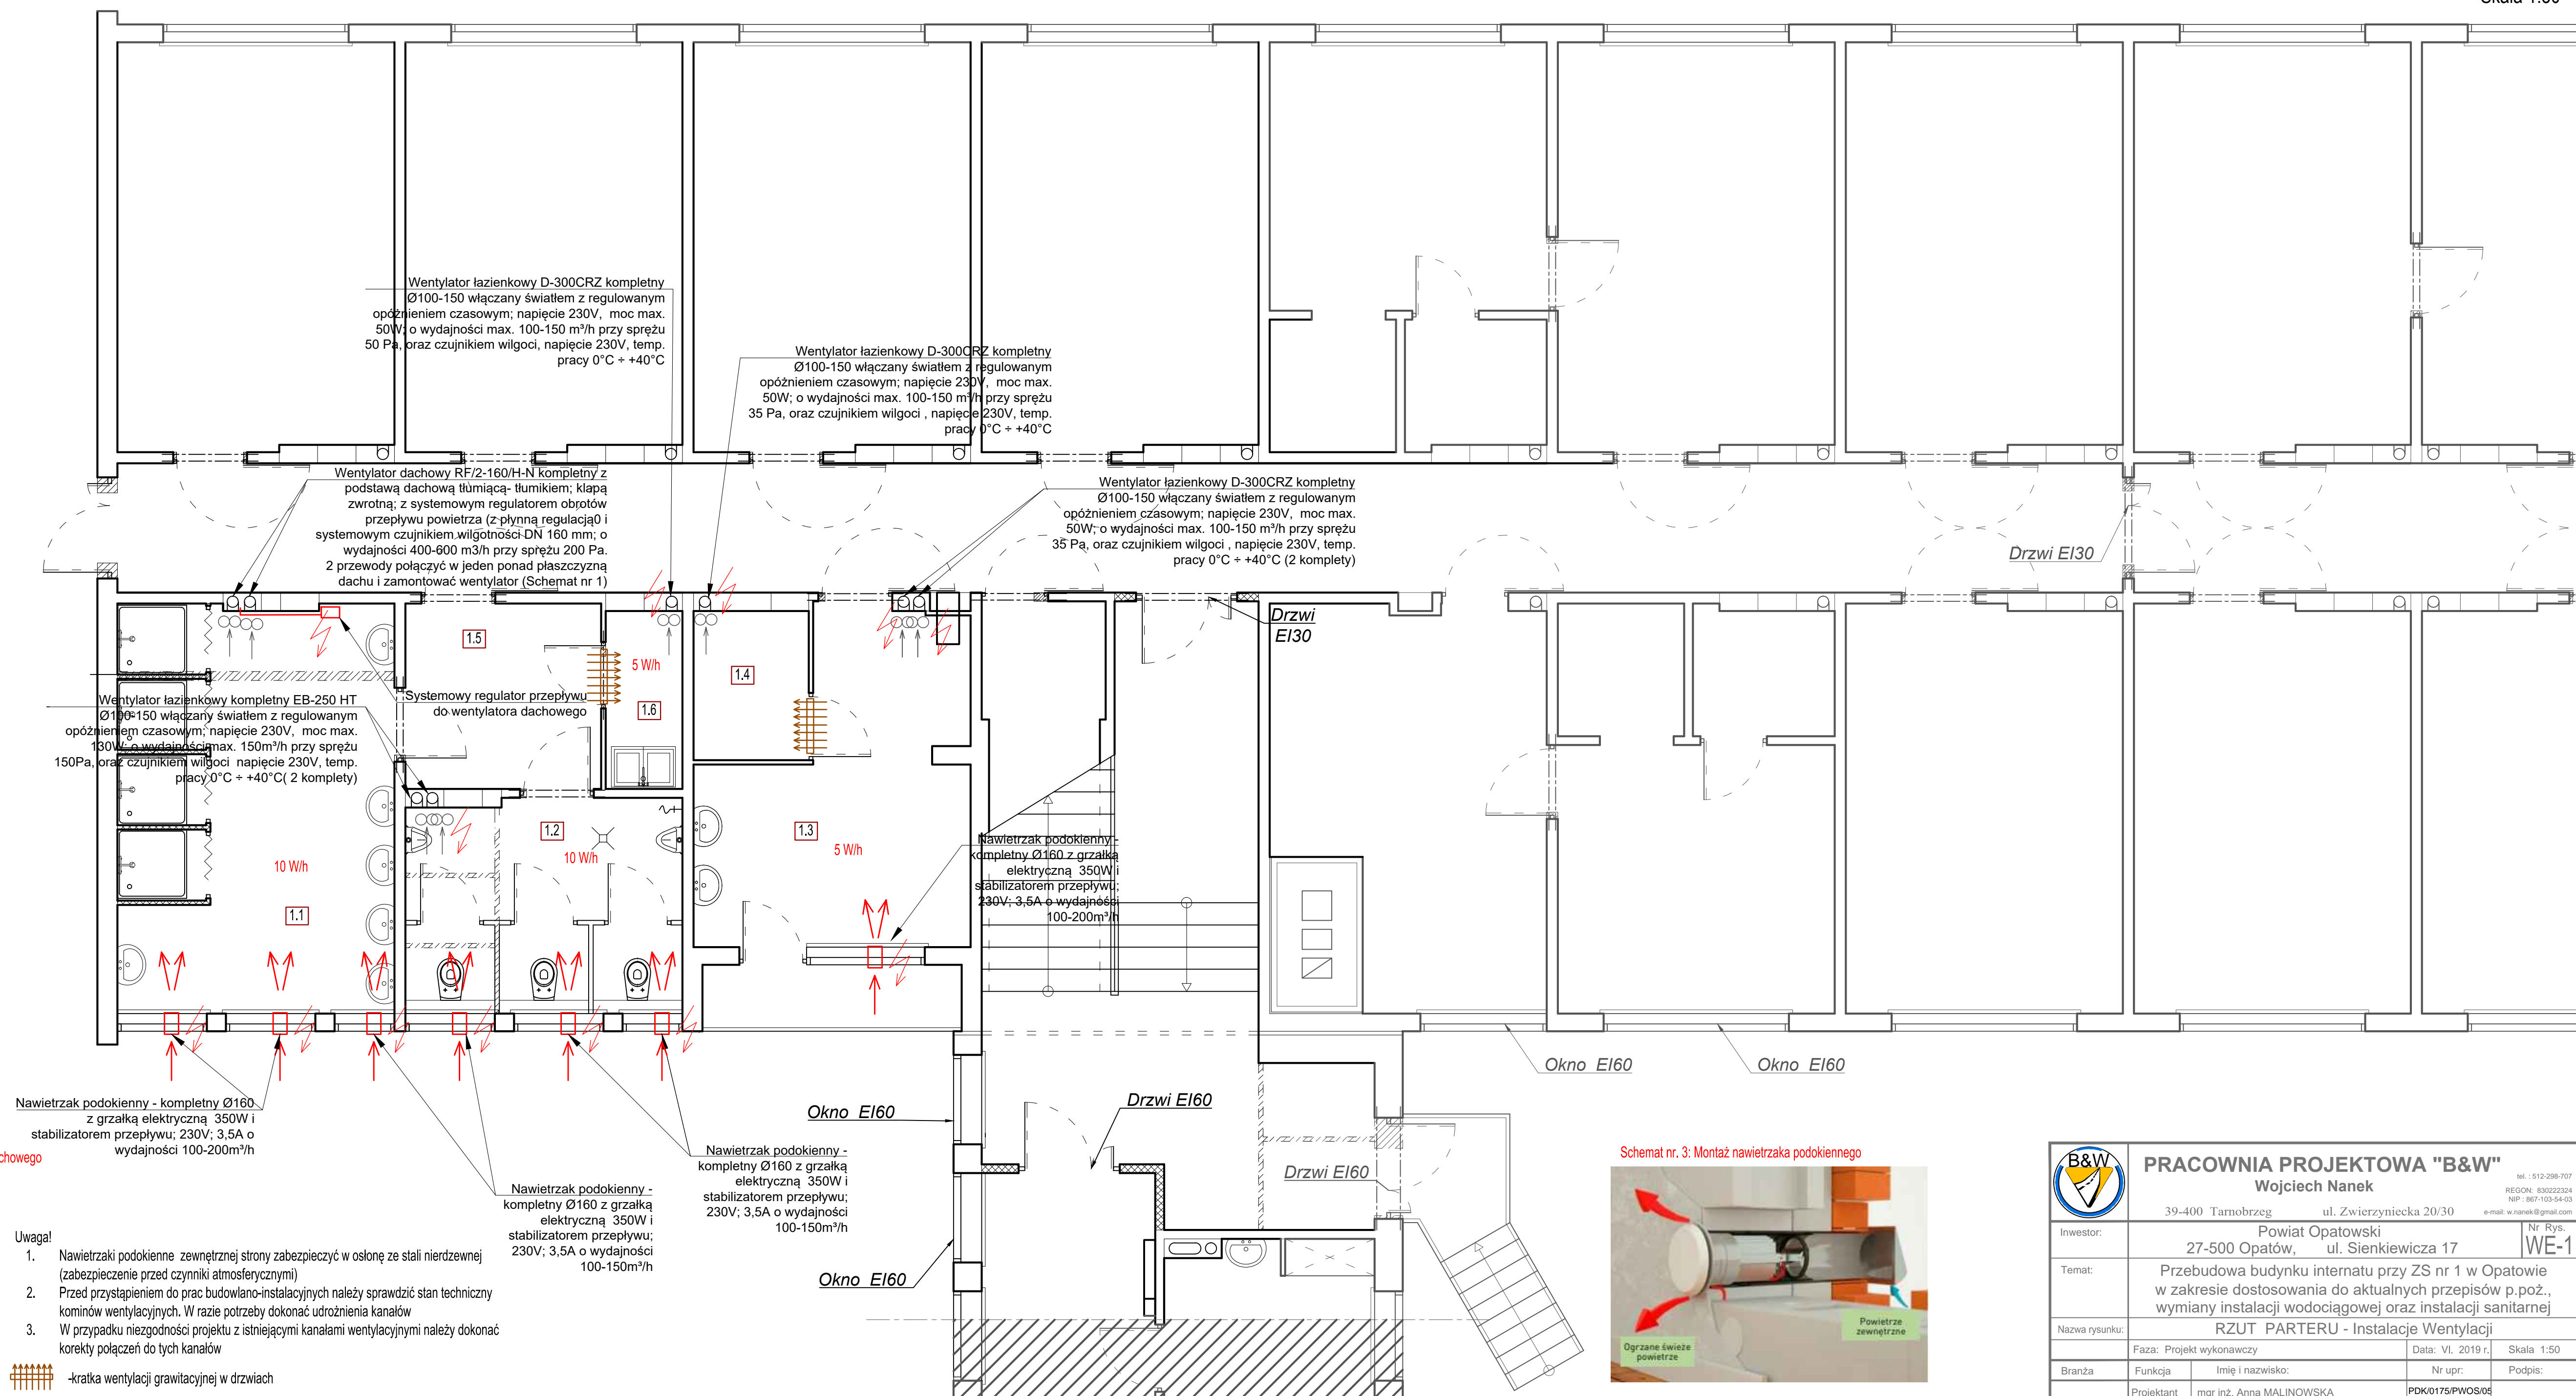 Wentylator łazienkowy D-300CRZ kompletny
Ø100-150 włączany światłem z regulowanym
opóżnieniem czasowym; napięcie 230V, moc max.
50W; o wydajności max. 100-150 m³/h przy sprężu
50 Pa, oraz czujnikiem wilgoci, napięcie 230V, temp.
pracy 0°C ÷ +40°C
Wentylator łazienkowy D-300CRZ kompletny
Ø100-150 włączany światłem z regulowanym
opóżnieniem czasowym; napięcie 230V, moc max.
50W; o wydajności max. 100-150 m³/h przy sprężu
35 Pa, oraz czujnikiem wilgoci , napięcie 230V, temp.
pracy 0°C ÷ +40°C
Wentylator dachowy RF/2-160/H-N kompletny z
podstawą dachową tłumiącą- tłumikiem; klapą
zwrotną; z systemowym regulatorem obrotów
przepływu powietrza (z płynną regulacją0 i
systemowym czujnikiem wilgotności DN 160 mm; o
wydajności 400-600 m3/h przy sprężu 200 Pa.
2 przewody połączyć w jeden ponad płaszczyzną
dachu i zamontować wentylator (Schemat nr 1)
Wentylator łazienkowy D-300CRZ kompletny
Ø100-150 włączany światłem z regulowanym
opóżnieniem czasowym; napięcie 230V, moc max.
50W; o wydajności max. 100-150 m³/h przy sprężu
35 Pa, oraz czujnikiem wilgoci , napięcie 230V, temp.
pracy 0°C ÷ +40°C (2 komplety)
Drzwi EI30
Drzwi
EI30
1.5
5 W/h
1.4
1.6
Systemowy regulator przepływu
do wentylatora dachowego
Wentylator łazienkowy kompletny EB-250 HT
Ø100-150 włączany światłem z regulowanym
opóżnieniem czasowym; napięcie 230V, moc max.
130W; o wydajności max. 150m³/h przy sprężu
150Pa, oraz czujnikiem wilgoci napięcie 230V, temp.
pracy 0°C ÷ +40°C( 2 komplety)
1.2
10 W/h
1.3
5 W/h
10 W/h
1.1
Nawietrzak podokienny -
kompletny Ø160 z grzałką
elektryczną 350W i
stabilizatorem przepływu;
230V; 3,5A o wydajności
100-200m³/h
Okno EI60
Okno EI60
Nawietrzak podokienny - kompletny Ø160
z grzałką elektryczną 350W i
stabilizatorem przepływu; 230V; 3,5A o
wydajności 100-200m³/h
chowego
Okno EI60
Drzwi EI60
Nawietrzak podokienny -
kompletny Ø160 z grzałką
elektryczną 350W i
stabilizatorem przepływu;
230V; 3,5A o wydajności
100-150m³/h
Nawietrzak podokienny -
kompletny Ø160 z grzałką
elektryczną 350W i
stabilizatorem przepływu;
230V; 3,5A o wydajności
100-150m³/h
Drzwi EI60
Okno EI60
Uwaga!
1. Nawietrzaki podokienne zewnętrznej strony zabezpieczyć w osłonę ze stali nierdzewnej
(zabezpieczenie przed czynniki atmosferycznymi)
2. Przed przystąpieniem do prac budowlano-instalacyjnych należy sprawdzić stan techniczny
kominów wentylacyjnych. W razie potrzeby dokonać udrożnienia kanałów
3. W przypadku niezgodności projektu z istniejącymi kanałami wentylacyjnymi należy dokonać
korekty połączeń do tych kanałów
-kratka wentylacji grawitacyjnej w drzwiach
Schemat nr. 3: Montaż nawietrzaka podokiennego
Powietrze
zewnętrzne
Ogrzane świeże
powietrze
B&W
PRACOWNIA PROJEKTOWA "B&W"
Wojciech Nanek
tel. : 512-298-707
REGON: 830222324
NIP : 867-103-54-03
39-400 Tarnobrzeg ul. Zwierzyniecka 20/30 e-mail: w.nanek@gmail.com
Inwestor: Powiat Opatowski
27-500 Opatów, ul. Sienkiewicza 17
Nr Rys.
WE-1
Temat: Przebudowa budynku internatu przy ZS nr 1 w Opatowie
w zakresie dostosowania do aktualnych przepisów p.poż.,
wymiany instalacji wodociągowej oraz instalacji sanitarnej
Nazwa rysunku: RZUT PARTERU - Instalacje Wentylacji
Faza: Projekt wykonawczy Data: VI. 2019 r. Skala 1:50
Branża Funkcja Imię i nazwisko: Nr upr: Podpis:
Projektant mgr inż. Anna MALINOWSKA PDK/0175/PWOS/05